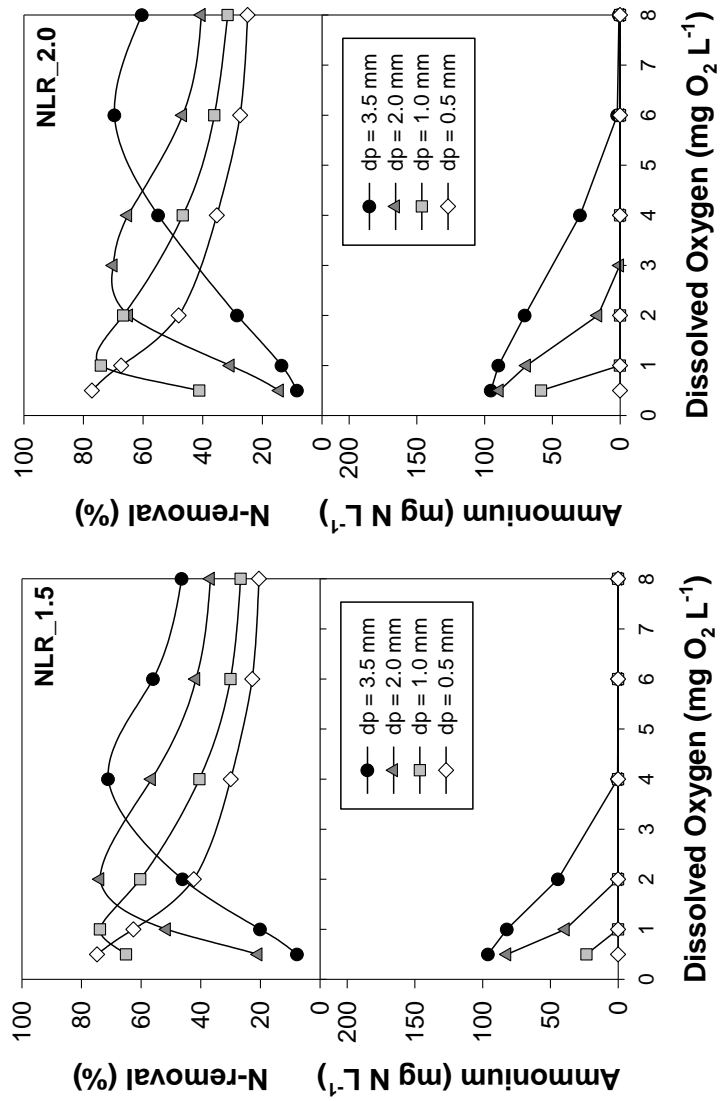 NLR_1.5
N-removal (%)
100
80
60
40
20
Ammonium (mg N L-1)
200
150
100
50
0
dp = 3.5 mm
dp = 2.0 mm
dp = 1.0 mm
dp = 0.5 mm
0 1 2 3 4 5 6 7 8
Dissolved Oxygen (mg O2 L-1)
NLR_2.0
N-removal (%)
100
80
60
40
20
0
Ammonium (mg N L-1)
200
150
100
50
0
dp = 3.5 mm
dp = 2.0 mm
dp = 1.0 mm
dp = 0.5 mm
0 1 2 3 4 5 6 7 8
Dissolved Oxygen (mg O2 L-1)